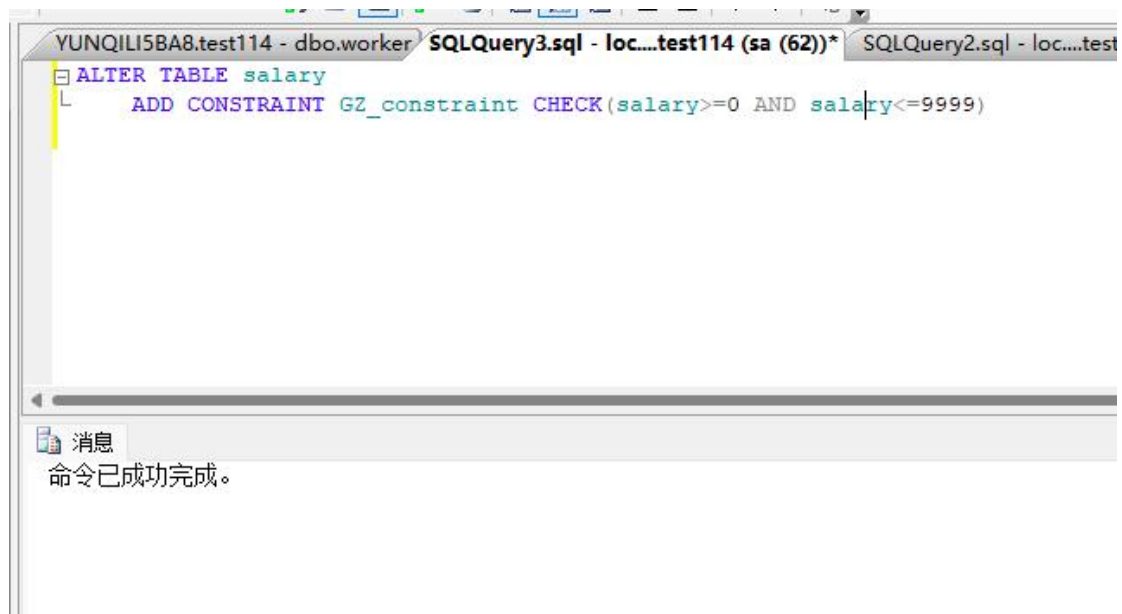 YUNQILI5BA8.test114 - dbo.worker SQLQuery3.sql - loc....test114 (sa (62))* SQLQuery2.sql - loc....test
ALTER TABLE salary
ADD CONSTRAINT GZ_constraint CHECK(salary>=0 AND salary<=9999)
消息
命令已成功完成。